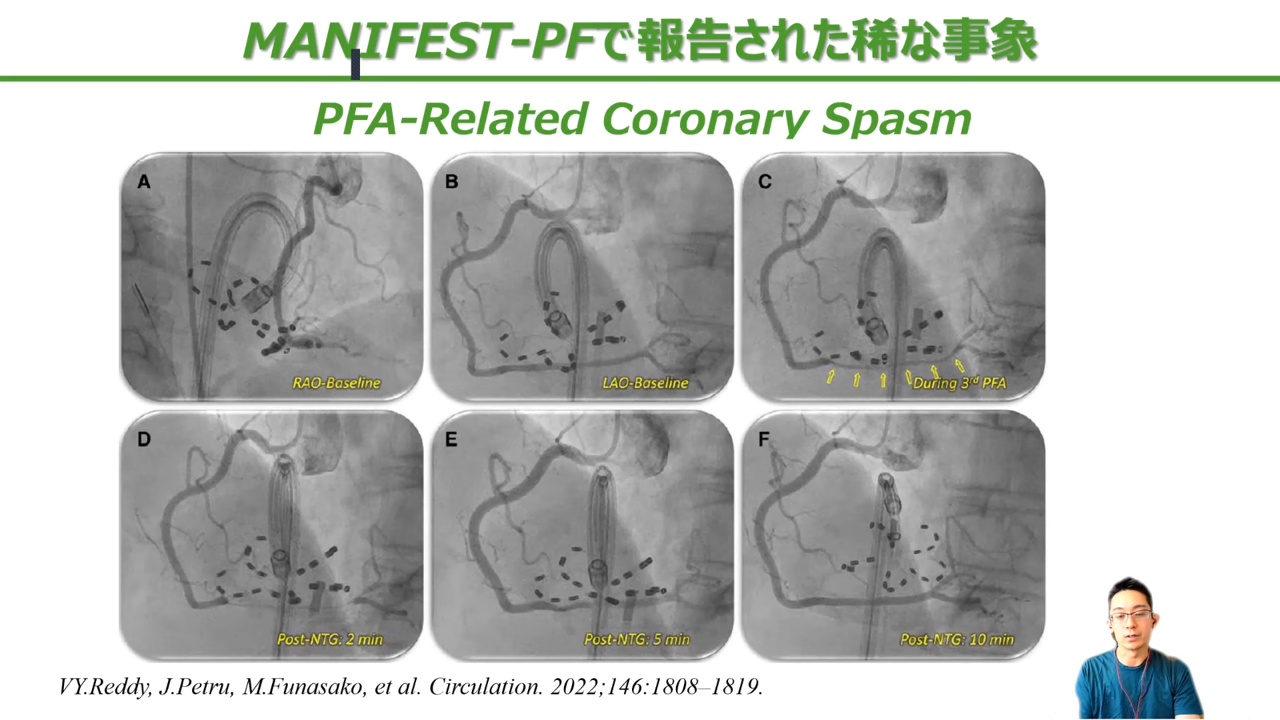 MANIFEST-PFで報告された稀な事象
PFA-Related Coronary Spasm
A
RAO-Baseline
B
LAO-Baseline
C
During 3rd PFA
D
Post-NTG: 2 min
E
Post-NTG: 5 min
F
Post-NTG: 10 min
VY.Reddy, J.Petru, M.Funasako, et al. Circulation. 2022;146:1808–1819.